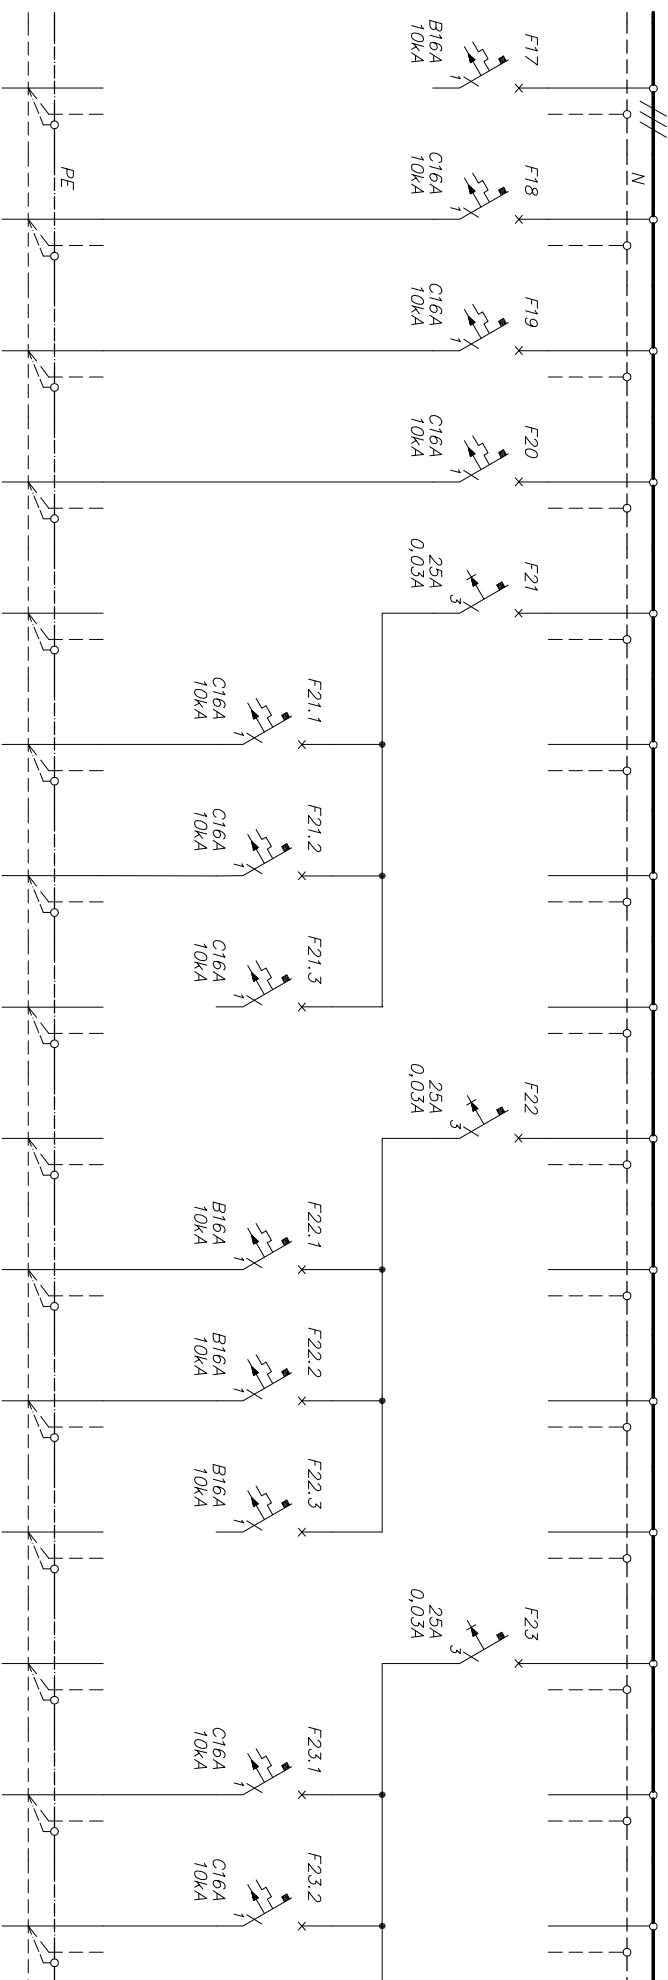 F17
B16A
10kA
1
N
PE
F18
C16A
10kA
1
F19
C16A
10kA
1
F20
C16A
10kA
1
F21
25A
0,03A
3
F21.1
C16A
10kA
1
F21.2
C16A
10kA
1
F21.3
C16A
10kA
1
F22
25A
0,03A
3
F22.1
B16A
10kA
1
F22.2
B16A
10kA
1
F22.3
B16A
10kA
1
F23
25A
0,03A
3
F23.1
C16A
10kA
1
F23.2
C16A
10kA
1